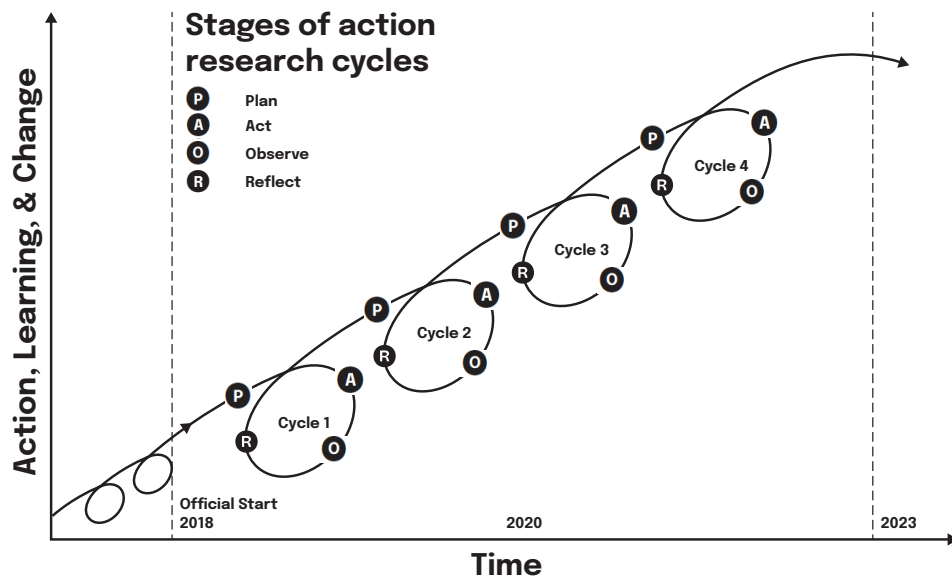 Stages of action
research cycles
P Plan
A Act
O Observe
R Reflect
Action, Learning, & Change
P
A
Cycle 4
R
O
P
A
Cycle 3
R
O
P
A
Cycle 2
R
O
P
A
Cycle 1
R
O
Official Start
2018
2020
2023
Time